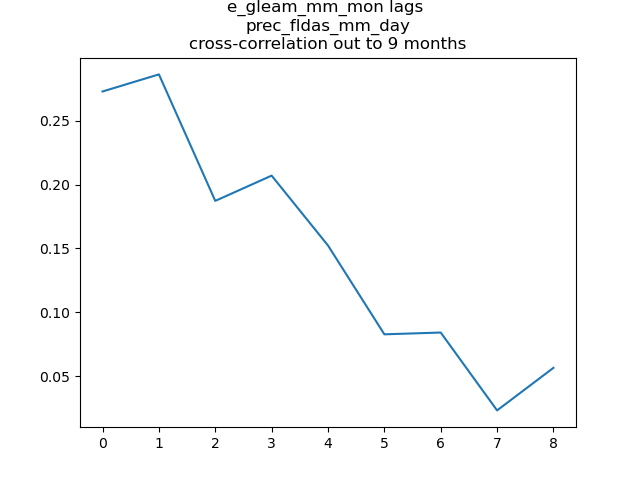 e_gleam_mm_mon lags
prec_fldas_mm_day
cross-correlation out to 9 months
0.25
0.20
0.15
0.10
0.05
0 1 2 3 4 5 6 7 8